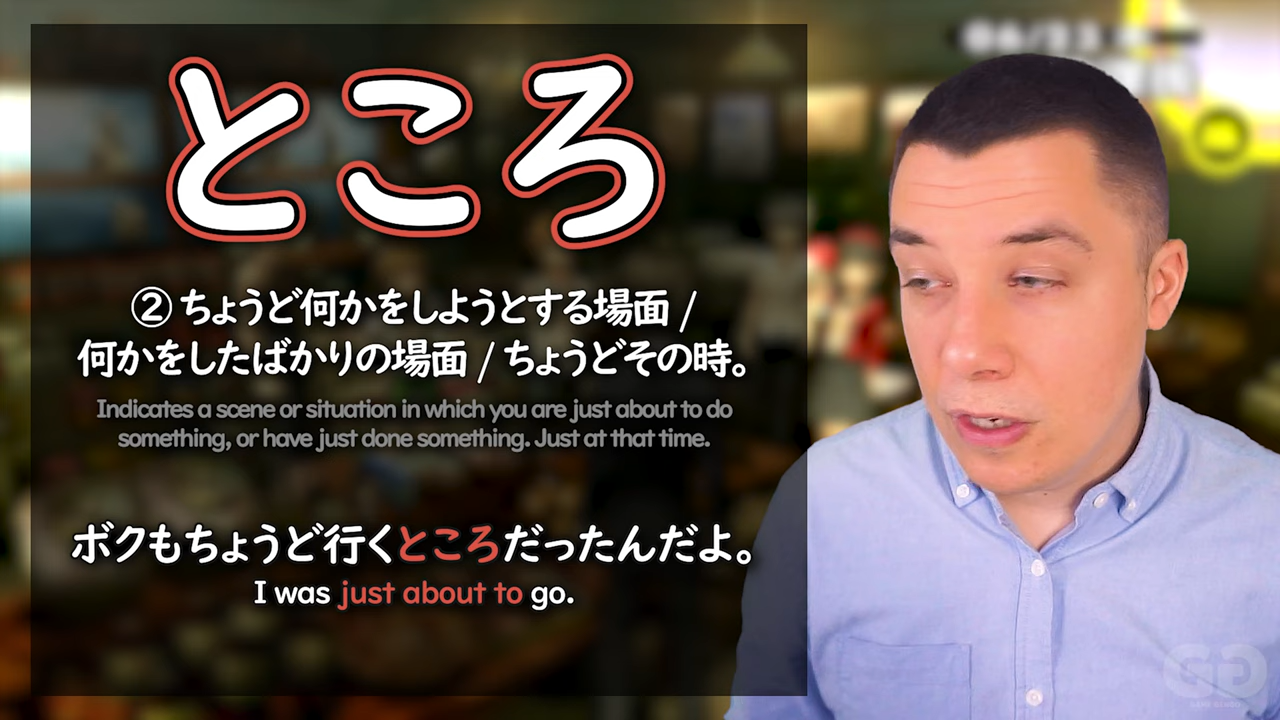 ところ
② ちょうど何かをしようとする場面 /
何かをしたばかりの場面 / ちょうどその時。
Indicates a scene or situation in which you are just about to do
something, or have just done something. Just at that time.
ボクもちょうど行くところだったんだよ。
I was just about to go.
GG
GAME GENGO